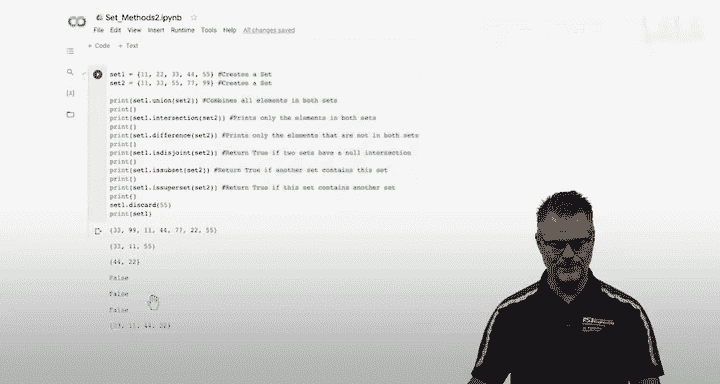 Set_Methods2.ipynb
File Edit View Insert Runtime Tools Help All changes saved
+ Code + Text
set1 = {11, 22, 33, 44, 55} #Creates a Set
set2 = {11, 33, 55, 77, 99} #Creates a Set
print(set1.union(set2)) #Combines all elements in both sets
print()
print(set1.intersection(set2)) #Prints only the elements in both sets
print()
print(set1.difference(set2)) #Prints only the elements that are not in both sets
print()
print(set1.isdisjoint(set2)) #Return True if two sets have a null intersection
print()
print(set1.issubset(set2)) #Return True if another set contains this set
print()
print(set1.issuperset(set2)) #Return True if this set contains another set
print()
set1.discard(55)
print(set1)
{33, 99, 11, 44, 77, 22, 55}
{33, 11, 55}
{44, 22}
False
False
False
{33, 11, 44, 22}